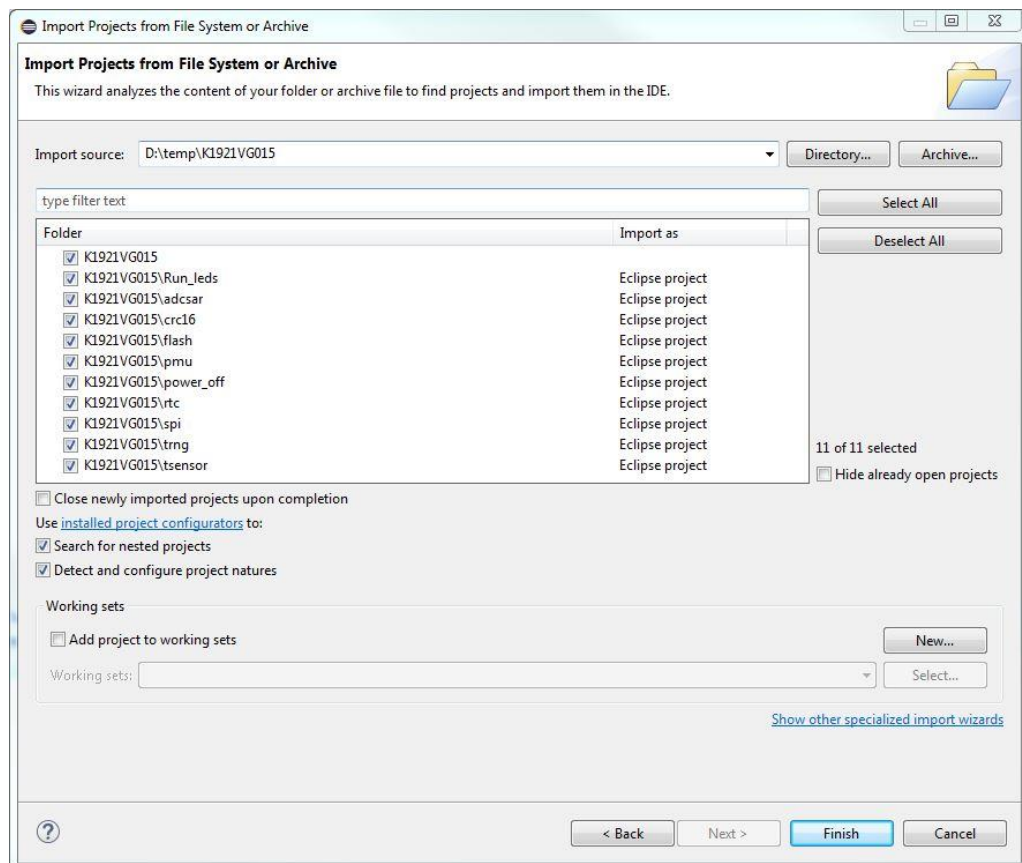 Import Projects from File System or Archive
Import Projects from File System or Archive
This wizard analyzes the content of your folder or archive file to find projects and import them in the IDE.
Import source: D:\temp\K1921VG015 Directory... Archive...
type filter text Select All
Folder Import as Deselect All
K1921VG015
K1921VG015\Run_leds Eclipse project
K1921VG015\adcsar Eclipse project
K1921VG015\crc16 Eclipse project
K1921VG015\flash Eclipse project
K1921VG015\pmu Eclipse project
K1921VG015\power_off Eclipse project
K1921VG015\rtc Eclipse project
K1921VG015\spi Eclipse project
K1921VG015\trng Eclipse project
K1921VG015\tsensor Eclipse project
11 of 11 selected
Hide already open projects
Close newly imported projects upon completion
Use installed project configurators to:
Search for nested projects
Detect and configure project natures
Working sets
Add project to working sets New...
Working sets: Select...
Show other specialized import wizards
? < Back Next > Finish Cancel